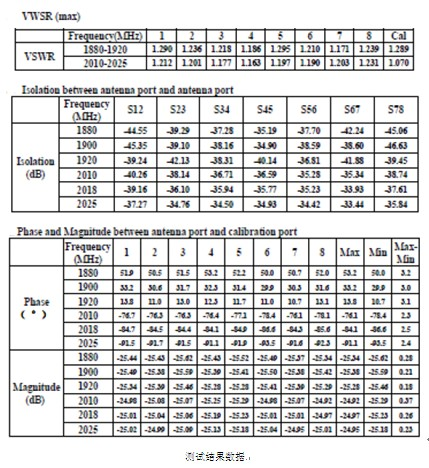 VWSR (max)
Frequency(MHz) 1 2 3 4 5 6 7 8 Cal
VSWR
1880-1920 1.290 1.236 1.218 1.186 1.295 1.210 1.171 1.239 1.289
2010-2025 1.212 1.201 1.177 1.163 1.197 1.190 1.203 1.231 1.070
Isolation between antenna port and antenna port
Frequency (MHz) S12 S23 S34 S45 S56 S67 S78
Isolation (dB)
1880 -44.55 -39.29 -37.28 -35.19 -37.70 -42.24 -45.06
1900 -45.35 -39.10 -38.16 -34.90 -38.59 -38.60 -46.63
1920 -39.24 -42.13 -38.31 -40.14 -36.81 -41.88 -39.45
2010 -40.26 -38.14 -36.71 -36.59 -35.28 -35.34 -38.74
2018 -39.16 -36.10 -35.94 -35.77 -35.23 -33.93 -37.61
2025 -37.27 -34.76 -34.50 -34.93 -34.42 -33.44 -35.84
Phase and Magnitude between antenna port and calibration port
Frequency (MHz) 1 2 3 4 5 6 7 8 Max Min Max-Min
Phase (°)
1880 51.9 50.5 51.5 53.2 52.2 50.0 50.7 52.0 53.2 50.0 3.2
1900 33.2 30.6 31.7 32.3 31.4 29.9 30.3 31.6 33.2 29.9 3.0
1920 13.8 11.0 13.0 12.3 11.7 11.0 10.7 13.1 13.8 10.7 3.1
2010 -76.7 -76.3 -76.3 -76.4 -77.2 -78.4 -76.1 -78.1 -76.1 -78.4 2.3
2018 -84.7 -84.5 -84.4 -84.1 -84.9 -86.6 -84.3 -85.6 -84.1 -86.6 2.5
2025 -91.5 -91.7 -91.5 -91.1 -91.9 -93.5 -91.6 -92.3 -91.1 -93.5 2.4
Magnitude (dB)
1880 -25.44 -25.43 -25.62 -25.43 -25.52 -25.49 -25.37 -25.34 -25.34 -25.62 0.28
1900 -25.49 -25.38 -25.59 -25.39 -25.41 -25.50 -25.38 -25.42 -25.38 -25.59 0.21
1920 -25.34 -25.39 -25.46 -25.28 -25.28 -25.41 -25.39 -25.29 -25.28 -25.46 0.18
2010 -24.98 -25.08 -25.07 -25.25 -25.29 -24.98 -25.07 -24.92 -24.92 -25.29 0.37
2018 -25.01 -25.04 -25.06 -25.19 -25.23 -25.01 -25.01 -24.97 -24.97 -25.23 0.26
2025 -25.02 -24.99 -25.09 -25.13 -25.18 -25.04 -24.95 -25.01 -24.95 -25.18 0.23
测试结果数据